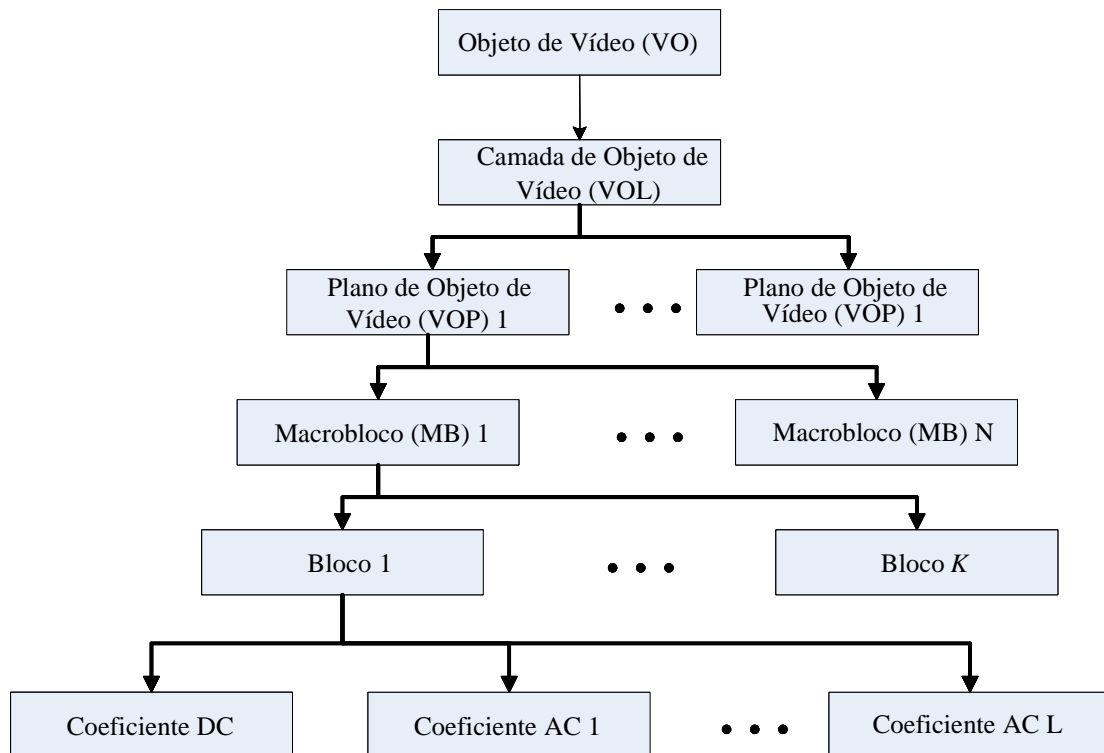 Objeto de Vídeo (VO)
Camada de Objeto de
Vídeo (VOL)
Plano de Objeto de
Vídeo (VOP) 1
Plano de Objeto de
Vídeo (VOP) 1
Macrobloco (MB) 1
Macrobloco (MB) N
Bloco 1
Bloco K
Coeficiente DC
Coeficiente AC 1
Coeficiente AC L